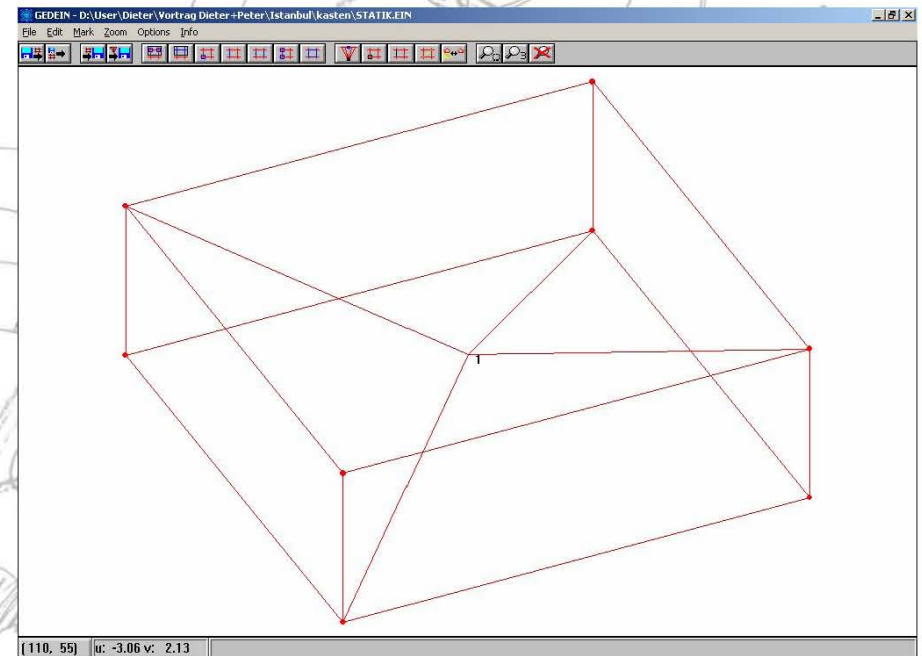 GEDEIN - D:\User\Dieter\Vortrag Dieter+Peter\Istanbul\kasten\STATIK.EIN
File Edit Mark Zoom Options Info
1
(110, 55) u: -3.06 v: 2.13